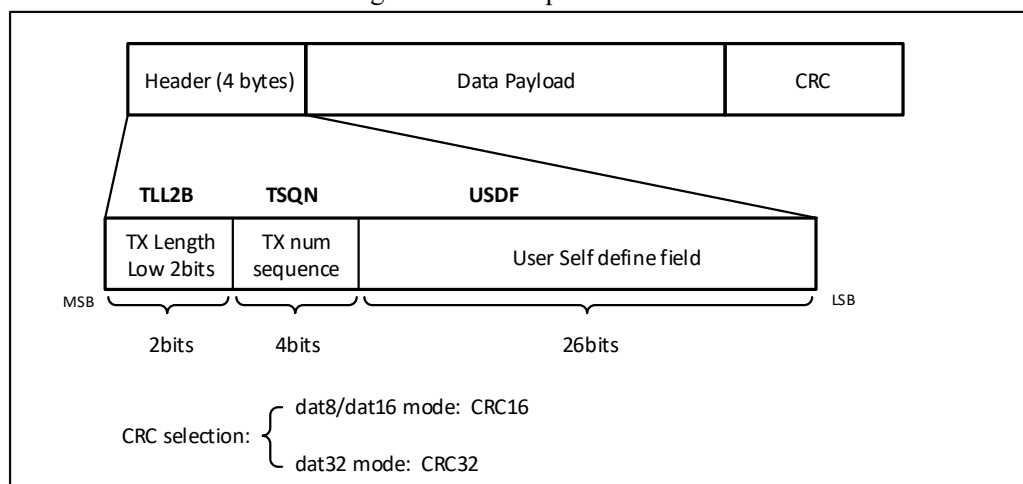 Header (4 bytes) Data Payload CRC
TLL2B TSQN USDF
TX Length TX num User Self define field
Low 2bits sequence
MSB LSB
2bits 4bits 26bits
dat8/dat16 mode: CRC16
CRC selection:
dat32 mode: CRC32